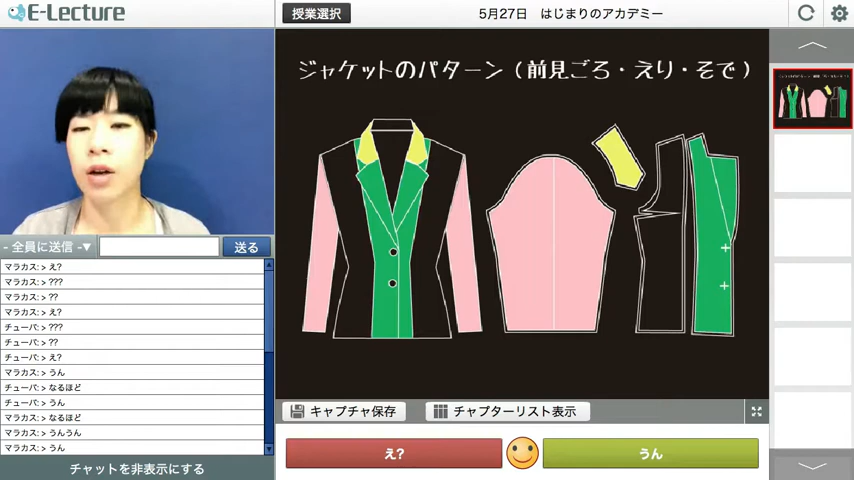 E-Lecture
授業選択
5月27日 はじまりのアカデミー
ジャケットのパターン（前見ごろ・えり・そで）
- 全員に送信 -▼
送る
マラカス: > え?
マラカス: > ???
マラカス: > ??
マラカス: > え?
チューバ: > ???
チューバ: > ??
チューバ: > え?
マラカス: > うん
チューバ: > なるほど
チューバ: > うん
マラカス: > なるほど
マラカス: > うんうん
マラカス: > うん
チャットを非表示にする
キャプチャ保存
チャプターリスト表示
え?
うん